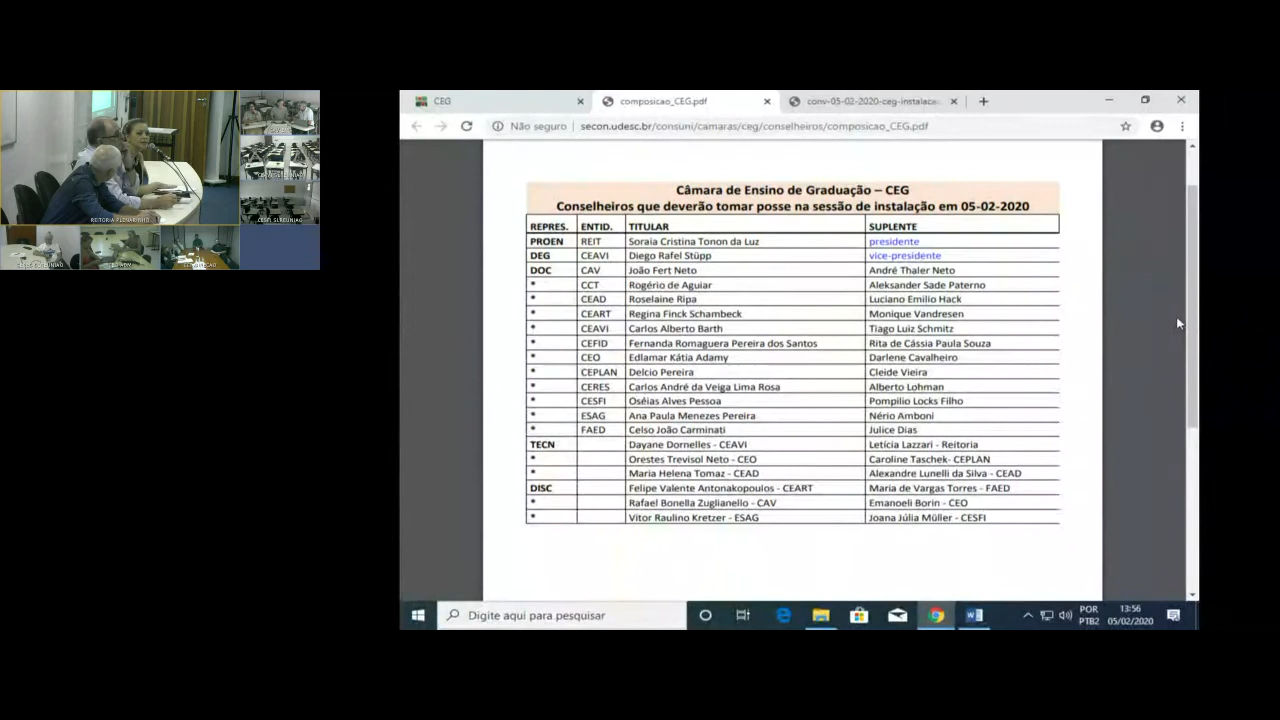 CEG
composicao_CEG.pdf
conv-05-02-2020-ceg-instalaca
Não seguro | secon.udesc.br/consuni/camaras/ceg/conselheiros/composicao_CEG.pdf
REITORIA PLENARINHO
Câmara de Ensino de Graduação – CEG
Conselheiros que deverão tomar posse na sessão de instalação em 05-02-2020
REPRES. ENTID. TITULAR SUPLENTE
PROEN REIT Soraia Cristina Tonon da Luz presidente
DEG CEAVI Diego Rafel Stüpp vice-presidente
DOC CAV João Fert Neto André Thaler Neto
* CCT Rogério de Aguiar Aleksander Sade Paterno
* CEAD Roselaine Ripa Luciano Emilio Hack
* CEART Regina Finck Schambeck Monique Vandresen
* CEAVI Carlos Alberto Barth Tiago Luiz Schmitz
* CEFID Fernanda Romaguera Pereira dos Santos Rita de Cássia Paula Souza
* CEO Edlamar Kátia Adamy Darlene Cavalheiro
* CEPLAN Delcio Pereira Cleide Vieira
* CERES Carlos André da Veiga Lima Rosa Alberto Lohman
* CESFI Oséias Alves Pessoa Pompilio Locks Filho
* ESAG Ana Paula Menezes Pereira Nério Amboni
* FAED Celso João Carminati Julice Dias
TECN Dayane Dornelles - CEAVI Letícia Lazzari - Reitoria
* Orestes Trevisol Neto - CEO Caroline Taschek- CEPLAN
* Maria Helena Tomaz - CEAD Alexandre Lunelli da Silva - CEAD
DISC Felipe Valente Antonakopoulos - CEART Maria de Vargas Torres - FAED
* Rafael Bonella Zuglianello - CAV Emanoeli Borin - CEO
* Vitor Raulino Kretzer - ESAG Joana Júlia Müller - CESFI
Digite aqui para pesquisar
POR 13:56
PTB2 05/02/2020